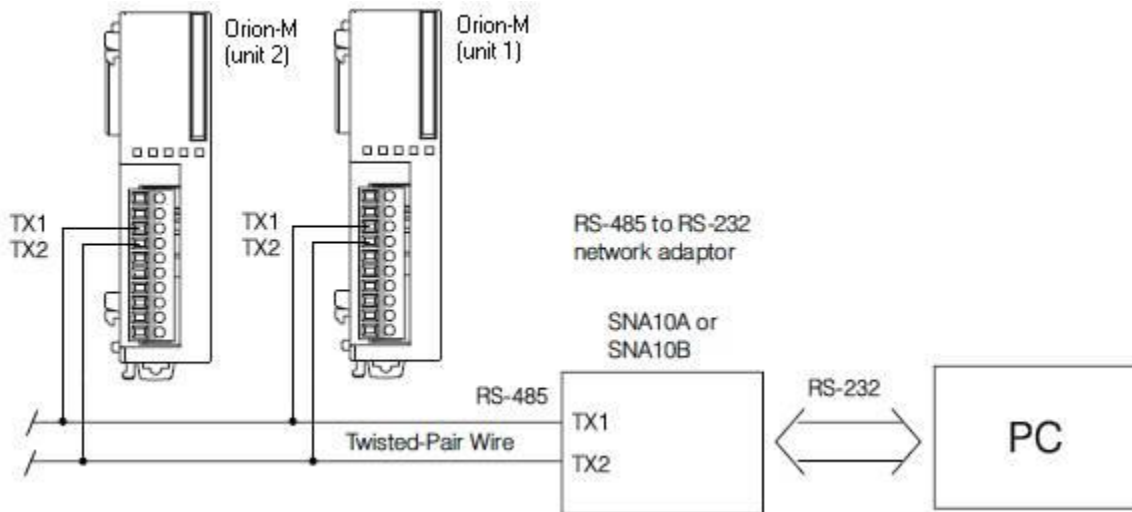 Orion-M
(unit 2)
Orion-M
(unit 1)
TX1
TX2
TX1
TX2
RS-485 to RS-232
network adaptor
SNA10A or
SNA10B
RS-485
TX1
Twisted-Pair Wire
TX2
RS-232
PC